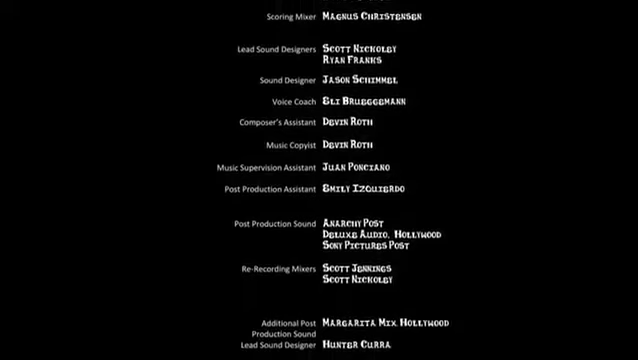 Scoring Mixer Magnus Christensen
Lead Sound Designers Scott Nickoley
Ryan Franks
Sound Designer Jason Schimmel
Voice Coach Eli Brueggemann
Composer's Assistant Devin Roth
Music Copyist Devin Roth
Music Supervision Assistant Juan Ponciano
Post Production Assistant Emily Izquierdo
Post Production Sound Anarchy Post
Deluxe Audio, Hollywood
Sony Pictures Post
Re-Recording Mixers Scott Jennings
Scott Nickoley
Additional Post Margarita Mix Hollywood
Production Sound
Lead Sound Designer Hunter Curra